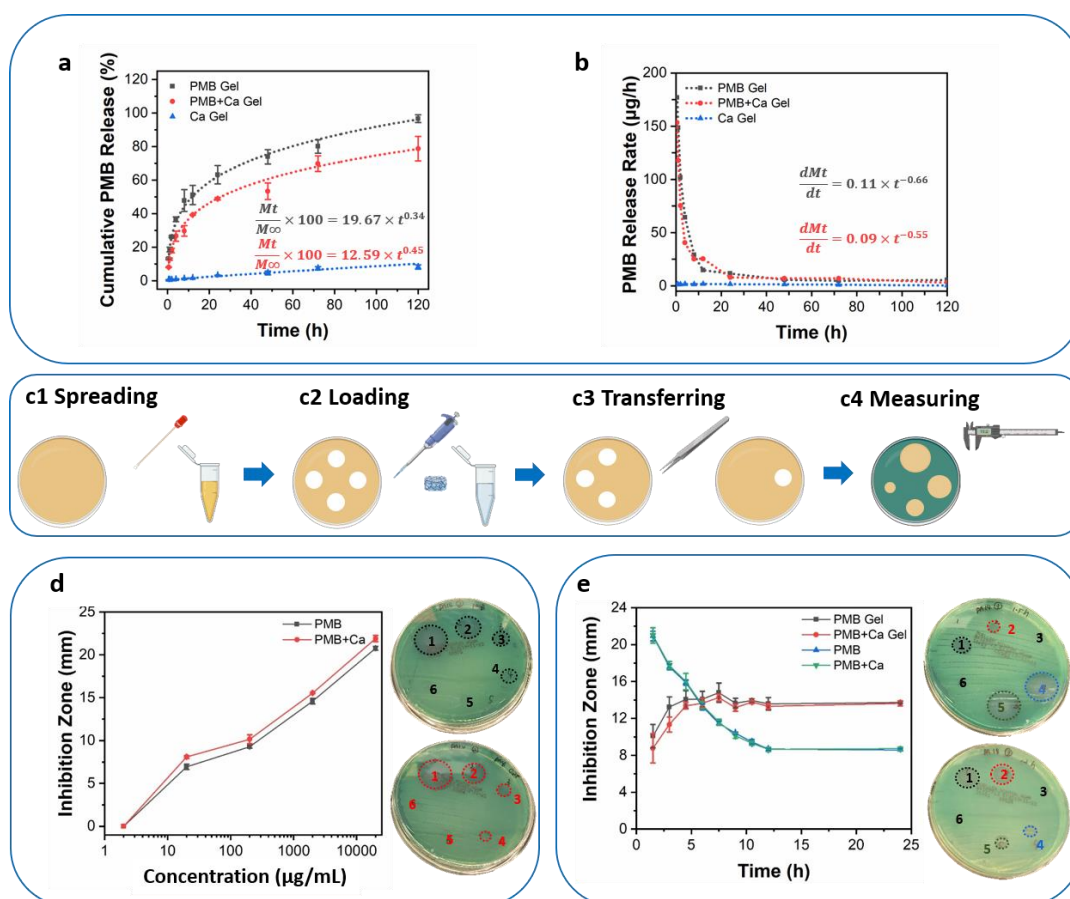 a
Cumulative PMB Release (%)
120
100
80
60
40
20
0
PMB Gel
PMB+Ca Gel
Ca Gel
Mt/M∞ × 100 = 19.67 × t^0.34
Mt/M∞ × 100 = 12.59 × t^0.45
0 20 40 60 80 100 120
Time (h)
b
PMB Release Rate (µg/h)
200
150
100
50
0
PMB Gel
PMB+Ca Gel
Ca Gel
dMt/dt = 0.11 × t^−0.66
dMt/dt = 0.09 × t^−0.55
0 20 40 60 80 100 120
Time (h)
c1 Spreading
c2 Loading
c3 Transferring
c4 Measuring
d
Inhibition Zone (mm)
25
20
15
10
5
0
PMB
PMB+Ca
1 10 100 1000 10000
Concentration (µg/mL)
1 2 3
4
6
5
1 2
3
6
5 4
e
Inhibition Zone (mm)
24
20
16
12
8
4
0
PMB Gel
PMB+Ca Gel
PMB
PMB+Ca
0 5 10 15 20 25
Time (h)
2
1 3
6 4
5
1 2
3
6
4
5